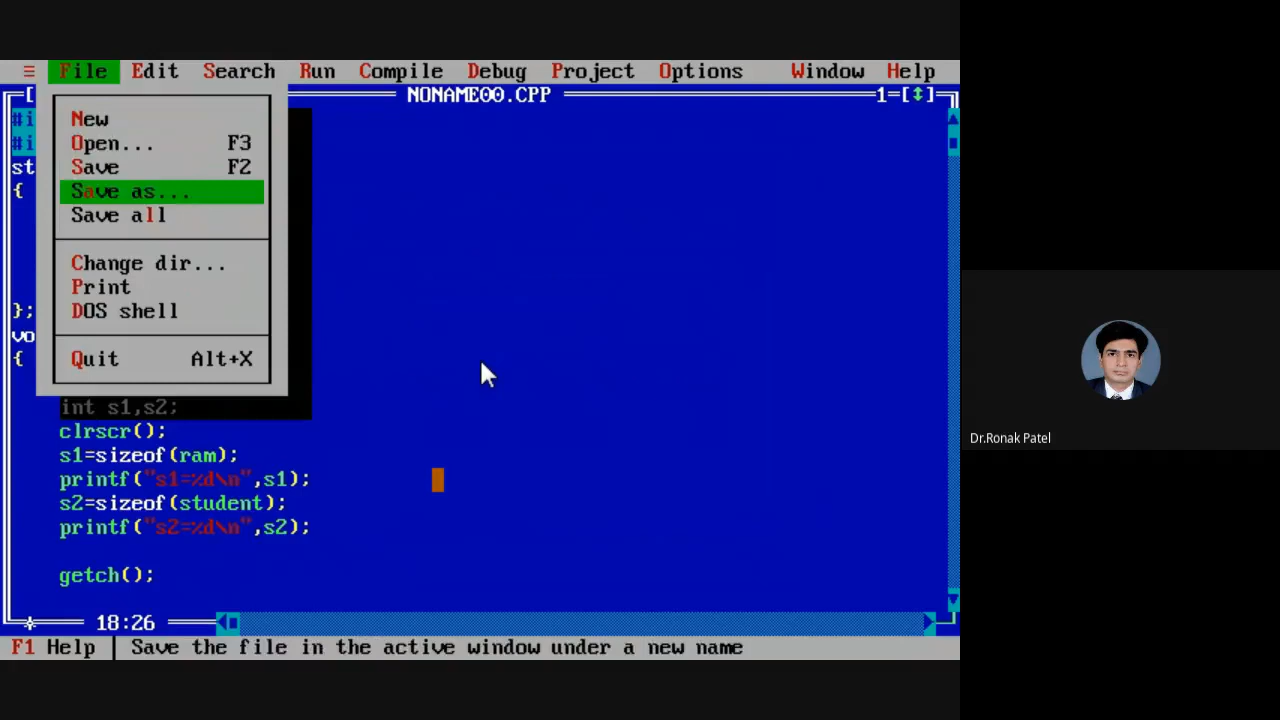 ≡ File Edit Search Run Compile Debug Project Options Window Help
NONAME00.CPP 1
New
Open... F3
Save F2
Save as...
Save all
Change dir...
Print
DOS shell
Quit Alt+X
#i
#i
st
{
};
vo
{
int s1,s2;
clrscr();
s1=sizeof(ram);
printf("s1=%d\n",s1);
s2=sizeof(student);
printf("s2=%d\n",s2);
getch();
18:26
F1 Help Save the file in the active window under a new name
Dr.Ronak Patel